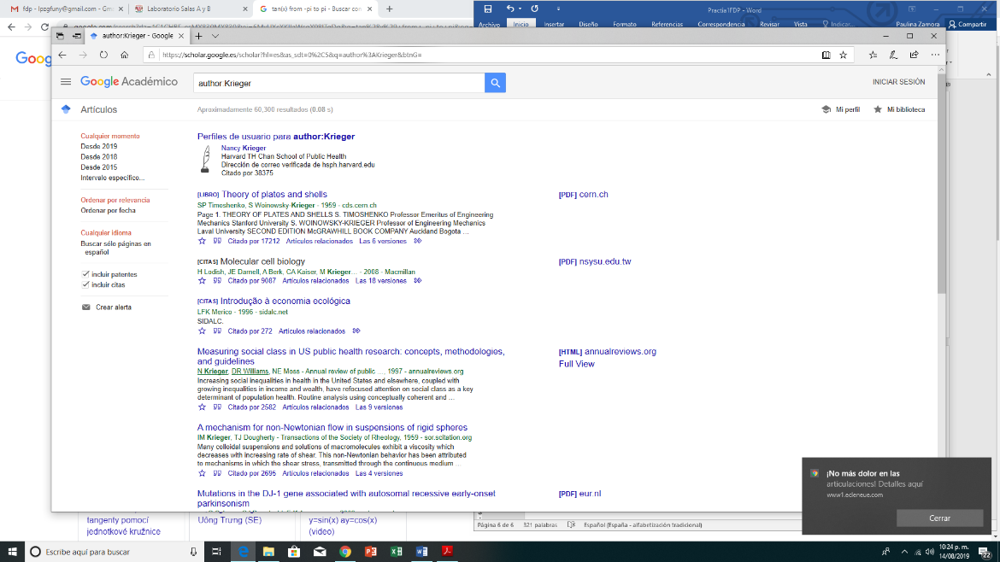 fdp - lpzgfuny@gmail.com - Gm
Laboratorio Salas A y B
tan(x) from -pi to pi - Buscar con
Practia1FDP - Word
Archivo Inicio Insertar Diseño Formato Referencias Correspondencia Revisar Vista Indicar... Paulina Zamora Compartir
author:Krieger - Google
https://scholar.google.es/scholar?hl=es&as_sdt=0%2C5&q=author%3AKrieger&btnG=
Goog
Google Académico
author:Krieger
INICIAR SESIÓN
Artículos
Aproximadamente 60,300 resultados (0.08 s)
Mi perfil
Mi biblioteca
Cualquier momento
Desde 2019
Desde 2018
Desde 2015
Intervalo específico...
Ordenar por relevancia
Ordenar por fecha
Cualquier idioma
Buscar sólo páginas en
español
incluir patentes
incluir citas
Crear alerta
Perfiles de usuario para author:Krieger
Nancy Krieger
Harvard TH Chan School of Public Health
Dirección de correo verificada de hsph.harvard.edu
Citado por 38375
[LIBRO] Theory of plates and shells
[PDF] cern.ch
SP Timoshenko, S Woinowsky-Krieger - 1959 - cds.cern.ch
Page 1. THEORY OF PLATES AND SHELLS S. TIMOSHENKO Professor Emeritus of Engineering
Mechanics Stanford University S. WOINOWSKY-KRIEGER Professor of Engineering Mechanics
Laval University SECOND EDITION McGRAWHILL BOOK COMPANY Auckland Bogota ...
Citado por 17212 Artículos relacionados Las 6 versiones
[CITAS] Molecular cell biology
[PDF] nsysu.edu.tw
H Lodish, JE Darnell, A Berk, CA Kaiser, M Krieger... - 2008 - Macmillan
Citado por 9087 Artículos relacionados Las 18 versiones
[CITAS] Introdução à economia ecológica
LFK Merico - 1996 - sidalc.net
SIDALC.
Citado por 272 Artículos relacionados
Measuring social class in US public health research: concepts, methodologies,
and guidelines
[HTML] annualreviews.org
Full View
N Krieger, DR Williams, NE Moss - Annual review of public ..., 1997 - annualreviews.org
Increasing social inequalities in health in the United States and elsewhere, coupled with
growing inequalities in income and wealth, have refocused attention on social class as a key
determinant of population health. Routine analysis using conceptually coherent and ...
Citado por 2582 Artículos relacionados Las 9 versiones
A mechanism for non-Newtonian flow in suspensions of rigid spheres
IM Krieger, TJ Dougherty - Transactions of the Society of Rheology, 1959 - sor.scitation.org
Many colloidal suspensions and solutions of macromolecules exhibit a viscosity which
decreases with increasing rate of shear. This non-Newtonian behavior has been attributed
to mechanisms in which the shear stress, transmitted through the continuous medium ...
Citado por 2695 Artículos relacionados Las 4 versiones
Mutations in the DJ-1 gene associated with autosomal recessive early-onset
parkinsonism
[PDF] eur.nl
¡No más dolor en las
articulaciones! Detalles aquí
www1.ecleneue.com
Cerrar
tangenty pomocí
jednotkové kružnice
Uông Trung (SE)
y=sin(x) ay=cos(x)
(video)
Página 6 de 6 321 palabras Español (España - alfabetización tradicional)
Escribe aquí para buscar
10:24 p. m.
14/08/2019
22